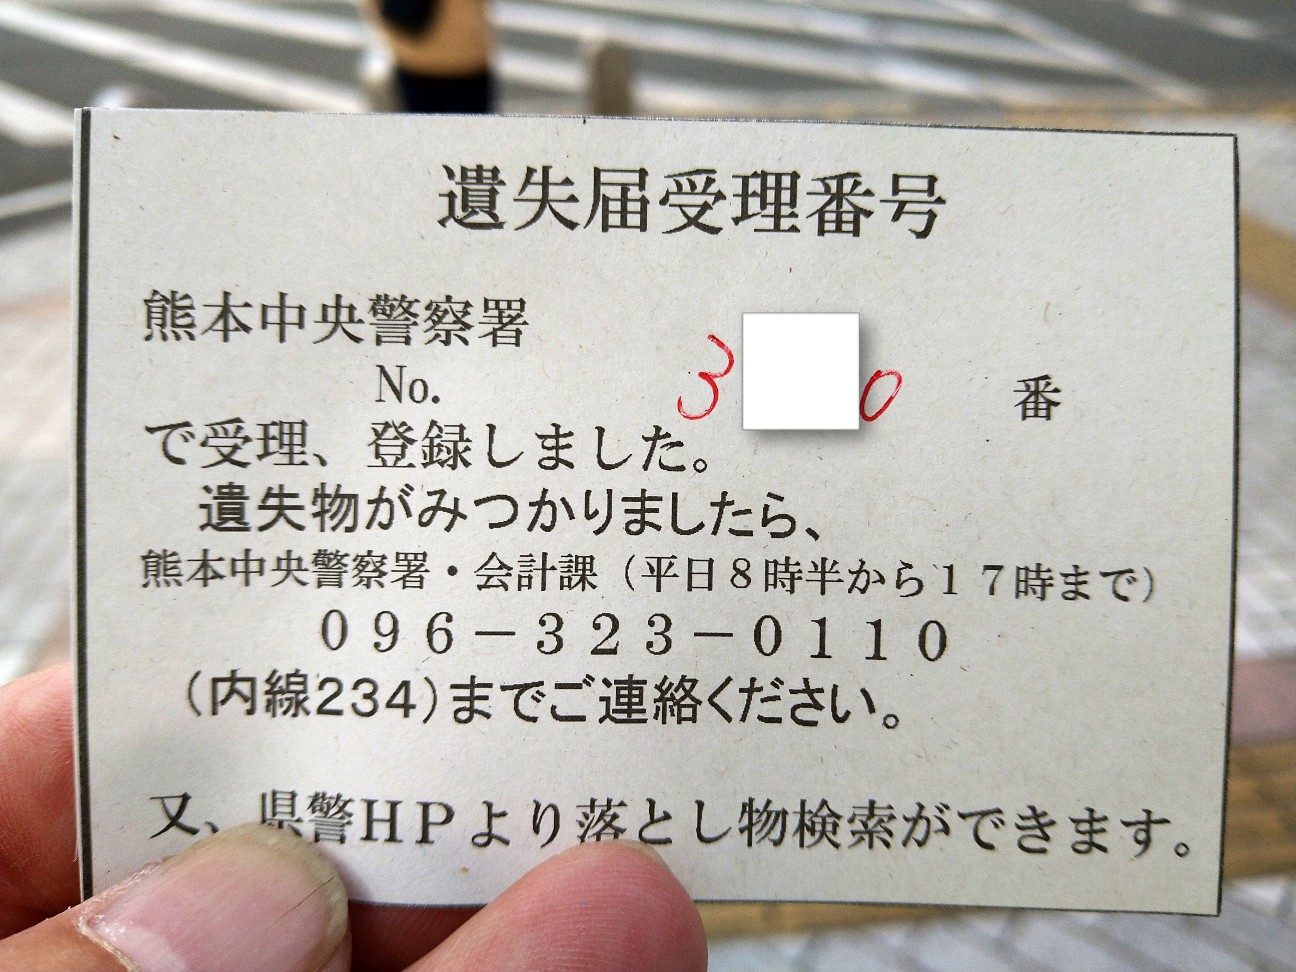 遺失届受理番号
熊本中央警察署
No. 3 0 番
で受理、登録しました。
遺失物がみつかりましたら、
熊本中央警察署・会計課（平日８時半から１７時まで）
０９６－３２３－０１１０
（内線234）までご連絡ください。
又、県警ＨＰより落とし物検索ができます。